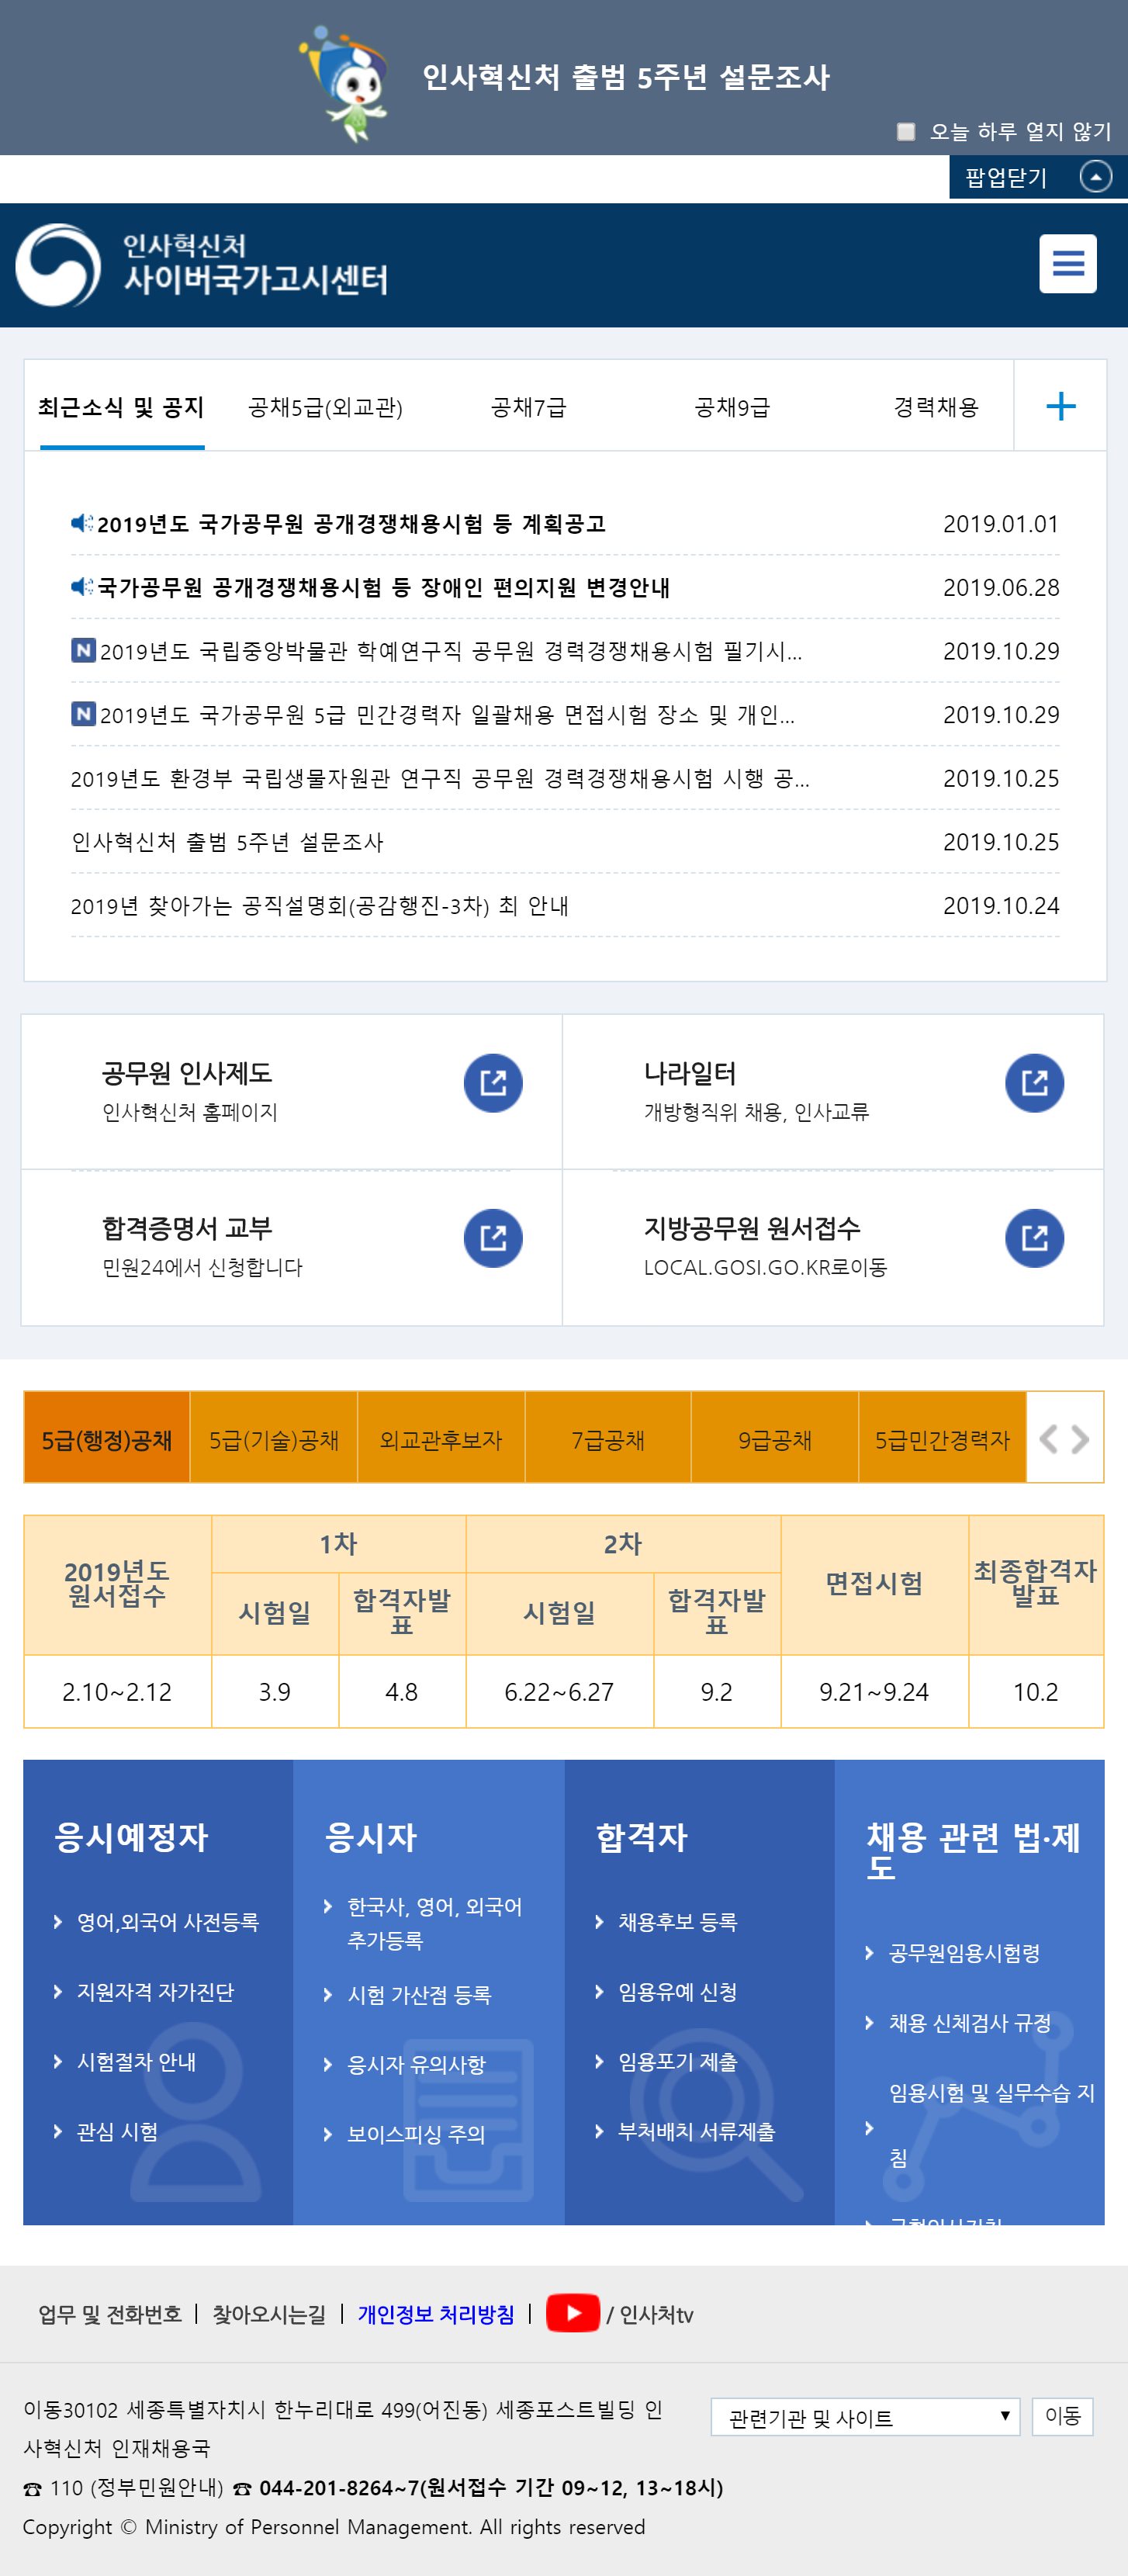 인사혁신처 출범 5주년 설문조사
오늘 하루 열지 않기
팝업닫기
인사혁신처
사이버국가고시센터
최근소식 및 공지 공채5급(외교관) 공채7급 공채9급 경력채용
2019년도 국가공무원 공개경쟁채용시험 등 계획공고 2019.01.01
국가공무원 공개경쟁채용시험 등 장애인 편의지원 변경안내 2019.06.28
N 2019년도 국립중앙박물관 학예연구직 공무원 경력경쟁채용시험 필기시... 2019.10.29
N 2019년도 국가공무원 5급 민간경력자 일괄채용 면접시험 장소 및 개인... 2019.10.29
2019년도 환경부 국립생물자원관 연구직 공무원 경력경쟁채용시험 시행 공... 2019.10.25
인사혁신처 출범 5주년 설문조사 2019.10.25
2019년 찾아가는 공직설명회(공감행진-3차) 최 안내 2019.10.24
공무원 인사제도
인사혁신처 홈페이지
나라일터
개방형직위 채용, 인사교류
합격증명서 교부
민원24에서 신청합니다
지방공무원 원서접수
LOCAL.GOSI.GO.KR로이동
5급(행정)공채 5급(기술)공채 외교관후보자 7급공채 9급공채 5급민간경력자
2019년도
원서접수
1차
시험일
합격자발
표
2차
시험일
합격자발
표
면접시험
최종합격자
발표
2.10~2.12 3.9 4.8 6.22~6.27 9.2 9.21~9.24 10.2
응시예정자
영어,외국어 사전등록
지원자격 자가진단
시험절차 안내
관심 시험
응시자
한국사, 영어, 외국어
추가등록
시험 가산점 등록
응시자 유의사항
보이스피싱 주의
합격자
채용후보 등록
임용유예 신청
임용포기 제출
부처배치 서류제출
채용 관련 법·제
도
공무원임용시험령
채용 신체검사 규정
임용시험 및 실무수습 지
침
업무 및 전화번호 찾아오시는길 개인정보 처리방침 / 인사처tv
이동30102 세종특별자치시 한누리대로 499(어진동) 세종포스트빌딩 인
사혁신처 인재채용국
관련기관 및 사이트 이동
☎ 110 (정부민원안내) ☎ 044-201-8264~7(원서접수 기간 09~12, 13~18시)
Copyright © Ministry of Personnel Management. All rights reserved